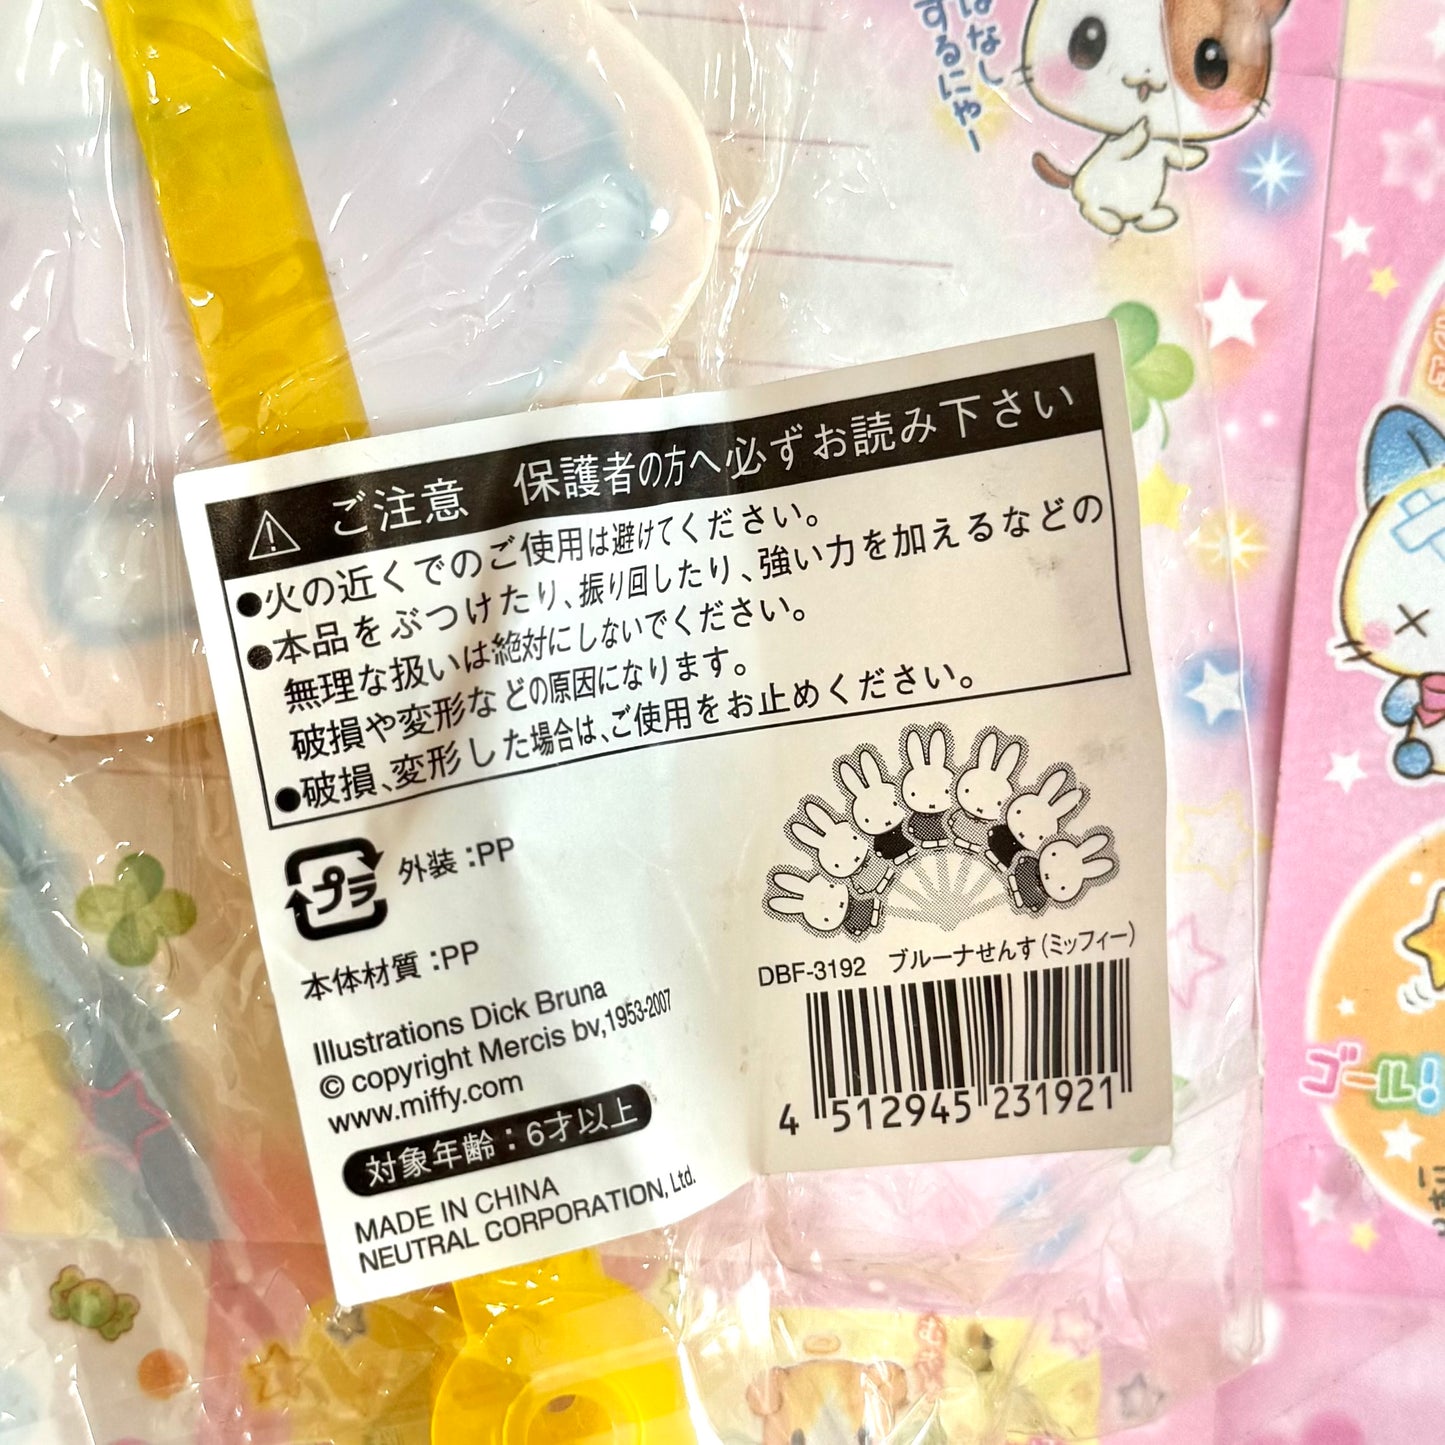 はなし
するにゃー
⚠ ご注意 保護者の方へ必ずお読み下さい
●火の近くでのご使用は避けてください。
●本品をぶつけたり、振り回したり、強い力を加えるなどの
無理な扱いは絶対にしないでください。
破損や変形などの原因になります。
●破損、変形した場合は、ご使用をお止めください。
プラ
外装:PP
本体材質:PP
Illustrations Dick Bruna
© copyright Mercis bv,1953-2007
www.miffy.com
対象年齢:6才以上
MADE IN CHINA
NEUTRAL CORPORATION, Ltd.
DBF-3192 ブルーナせんす(ミッフィー)
4 512945 231921
ゴール!